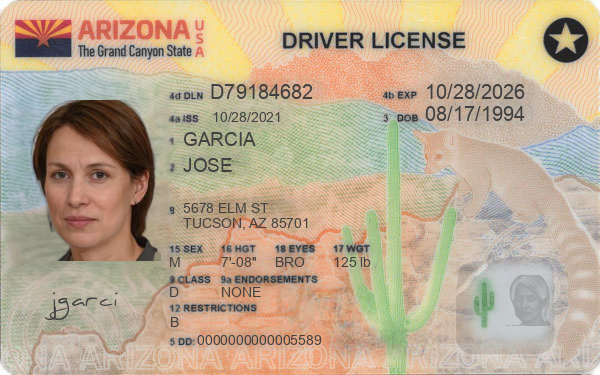 ARIZONA USA
The Grand Canyon State
DRIVER LICENSE
4d DLN D79184682
4b EXP 10/28/2026
4a ISS 10/28/2021
3 DOB 08/17/1994
1 GARCIA
2 JOSE
8 5678 ELM ST
TUCSON, AZ 85701
15 SEX 16 HGT 18 EYES 17 WGT
M 7'-08" BRO 125 lb
9 CLASS 9a ENDORSEMENTS
D NONE
12 RESTRICTIONS
B
5 DD: 0000000000005589
jgarci
ARIZONA ARIZONA ARIZONA ARIZONA